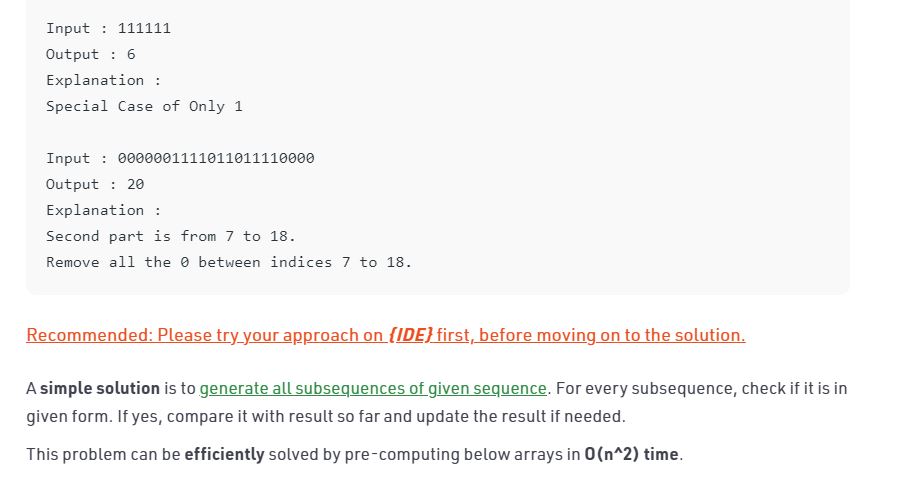 Input : 111111
Output : 6
Explanation :
Special Case of Only 1
Input : 0000001111011011110000
Output : 20
Explanation :
Second part is from 7 to 18.
Remove all the 0 between indices 7 to 18.
Recommended: Please try your approach on {IDE} first, before moving on to the solution.
A simple solution is to generate all subsequences of given sequence. For every subsequence, check if it is in
given form. If yes, compare it with result so far and update the result if needed.
This problem can be efficiently solved by pre-computing below arrays in O(n^2) time.